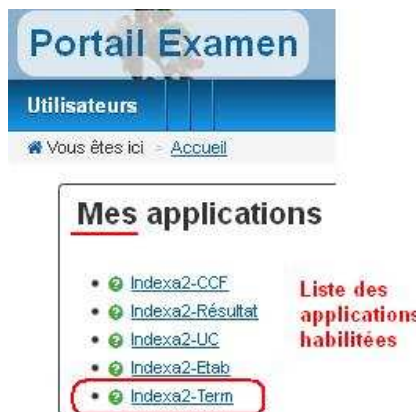 Portail Examen
Utilisateurs
Vous êtes ici Accueil
Mes applications
Indexa2-CCF
Indexa2-Résultat
Indexa2-UC
Indexa2-Etab
Indexa2-Term
Liste des
applications
habilitées